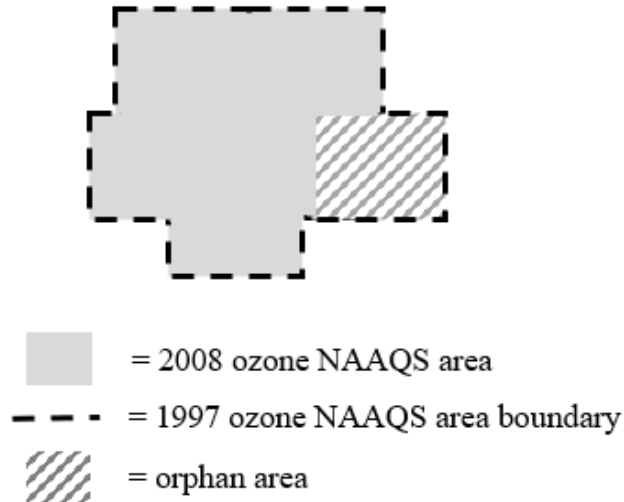 = 2008 ozone NAAQS area
= 1997 ozone NAAQS area boundary
= orphan area